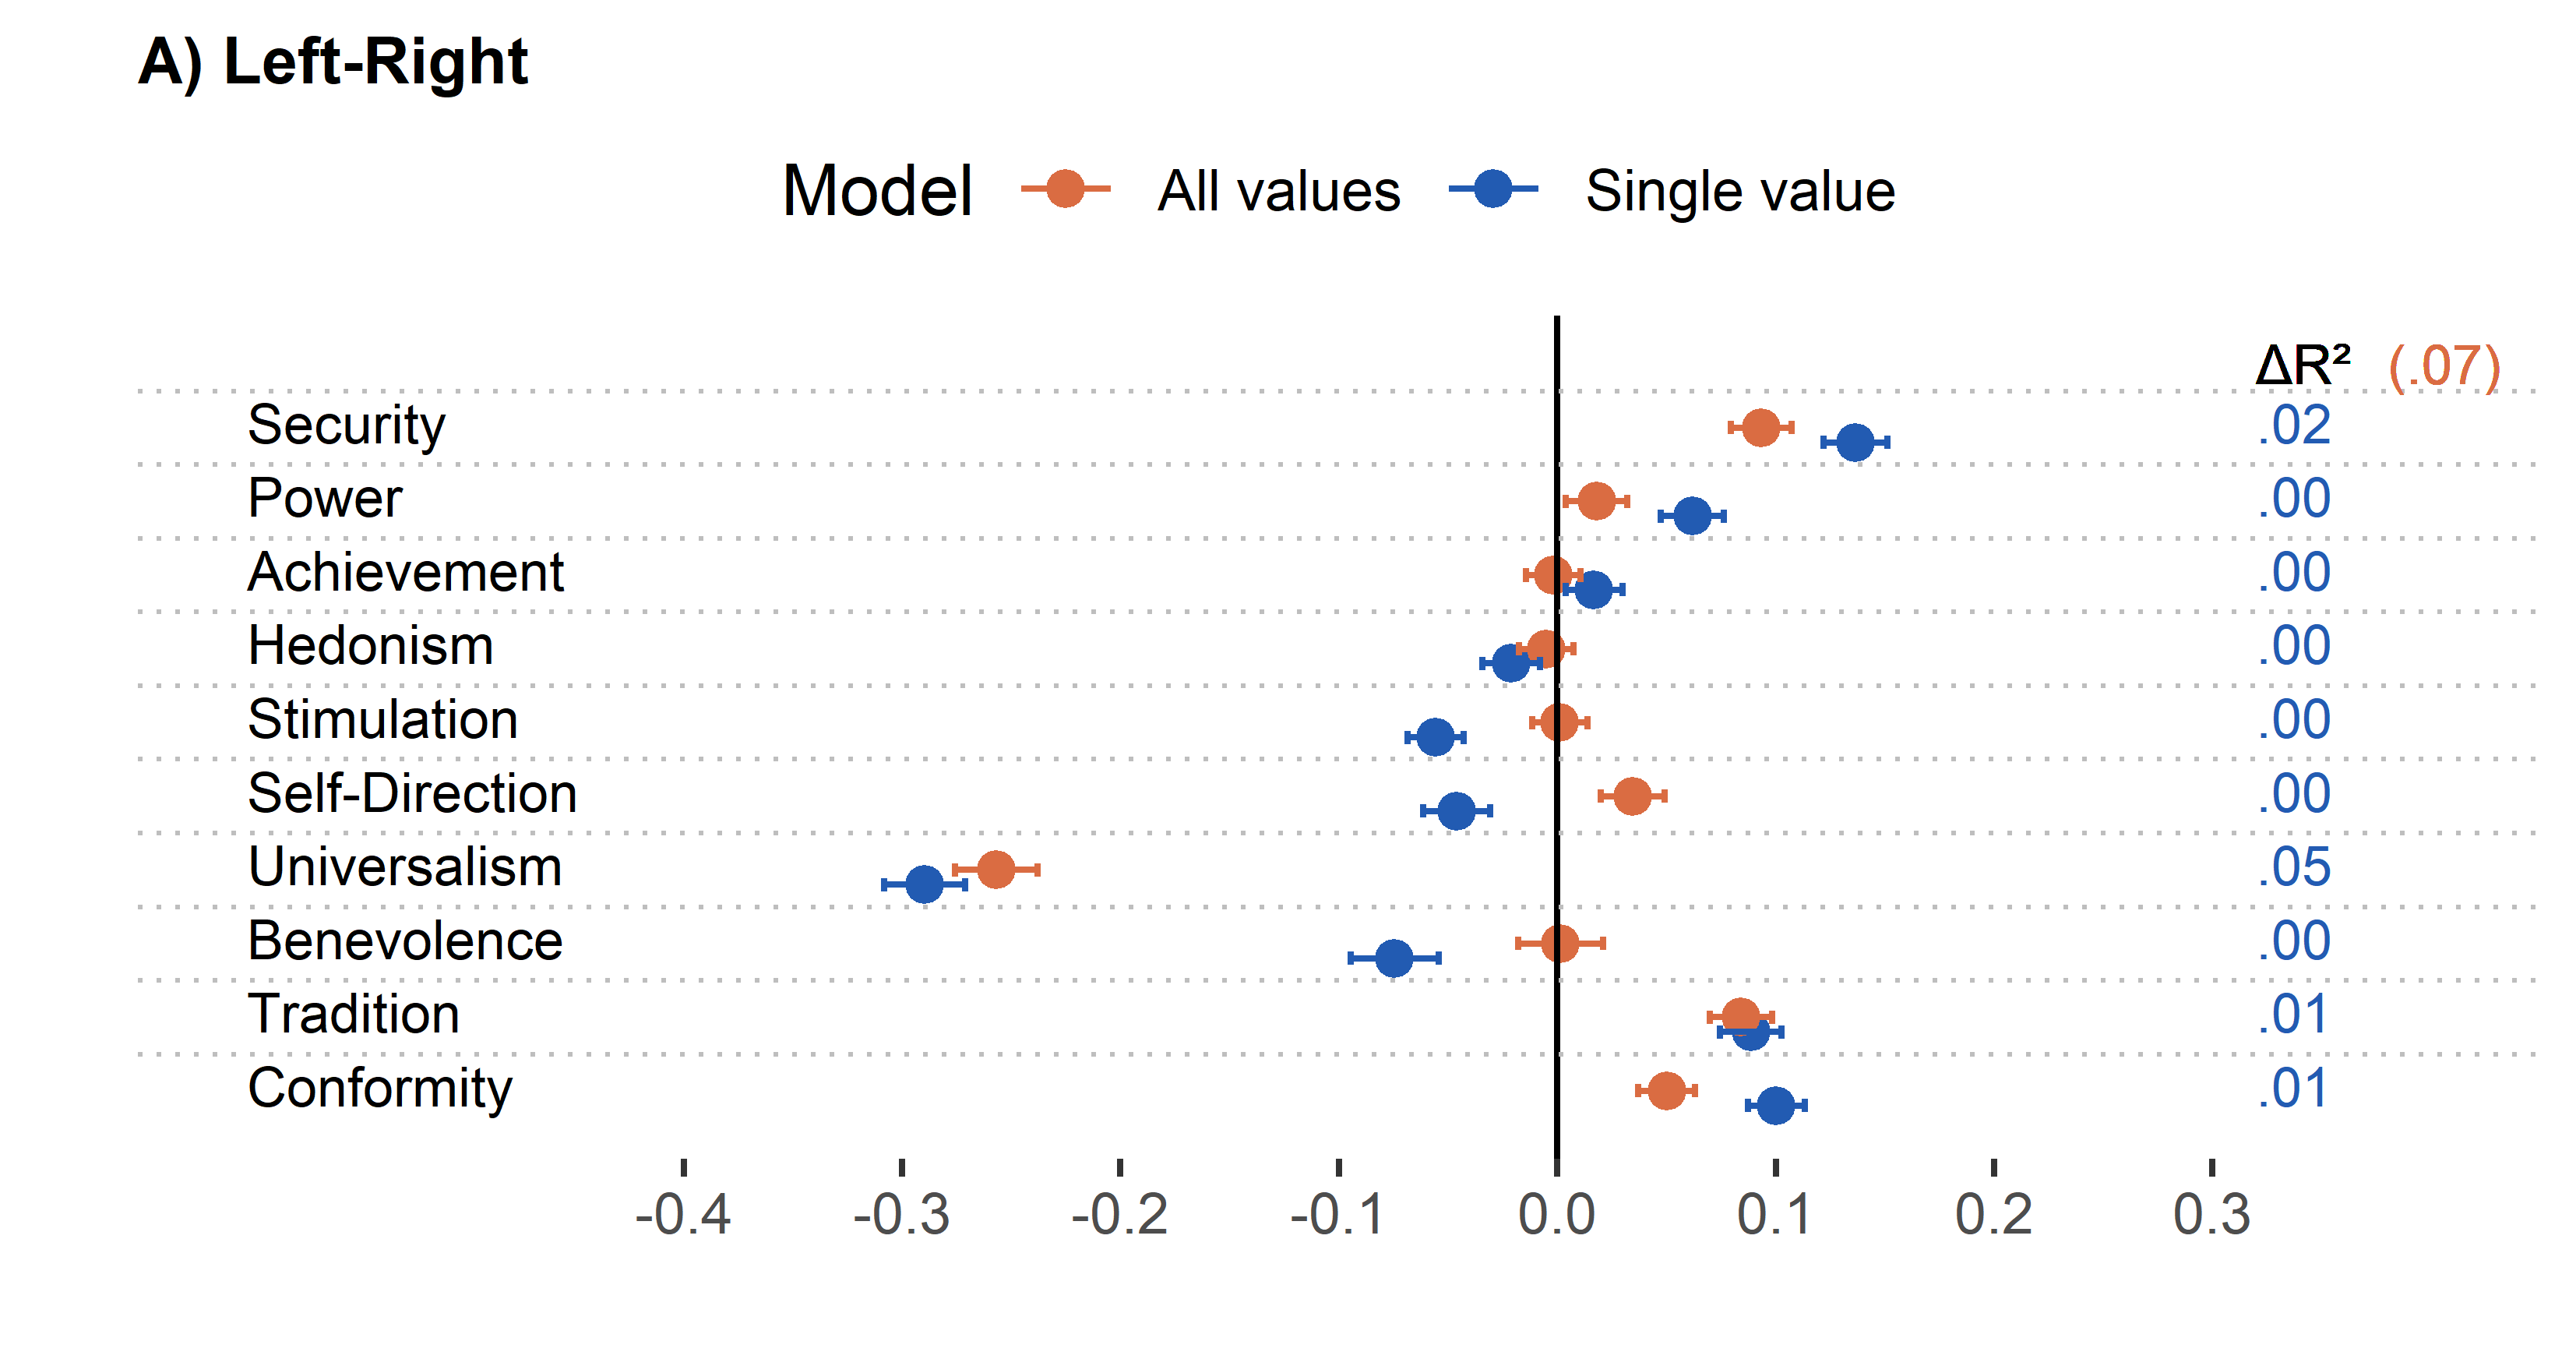 A) Left-Right
Model All values Single value
ΔR² (.07)
Security .02
Power .00
Achievement .00
Hedonism .00
Stimulation .00
Self-Direction .00
Universalism .05
Benevolence .00
Tradition .01
Conformity .01
-0.4 -0.3 -0.2 -0.1 0.0 0.1 0.2 0.3